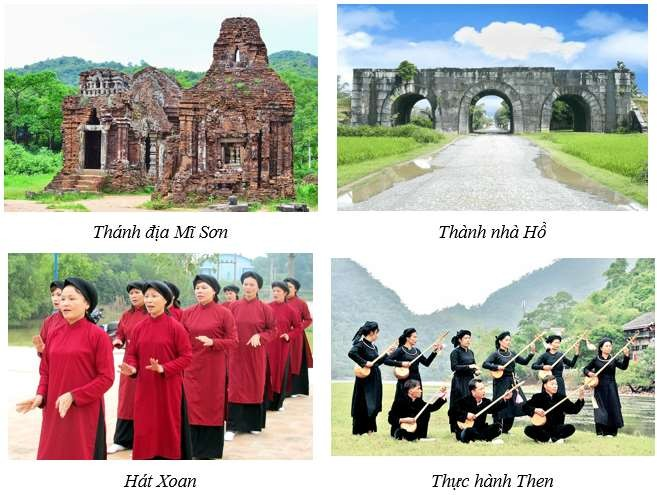 Thánh địa Mĩ Sơn
Thành nhà Hồ
Hát Xoan
Thực hành Then